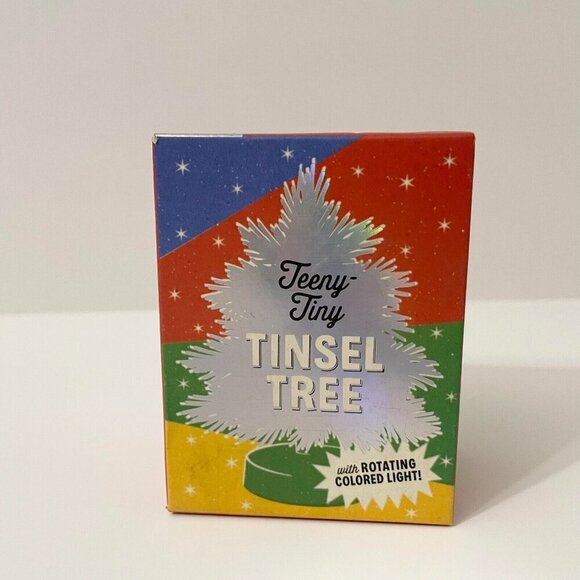 Teeny-
Tiny
TINSEL
TREE
with ROTATING
COLORED LIGHT!